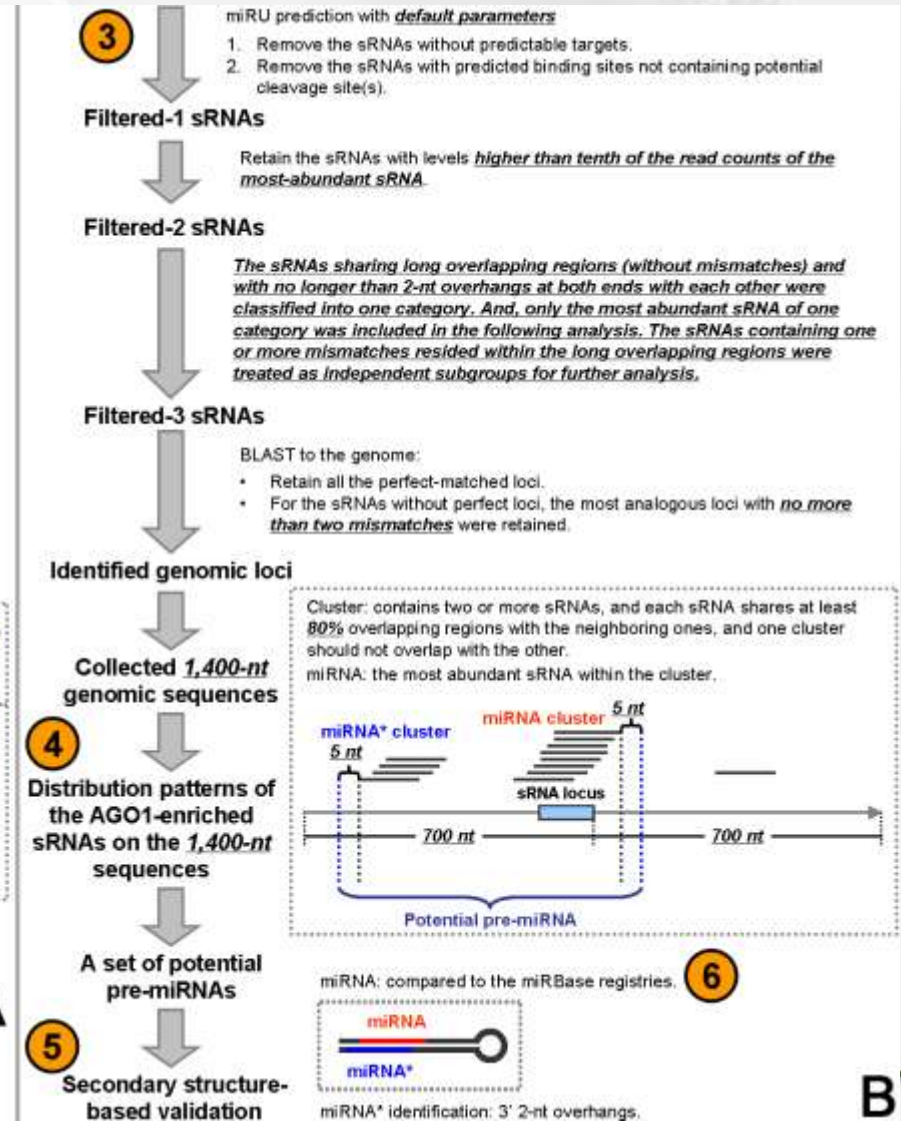 3
miRU prediction with default parameters
1. Remove the sRNAs without predictable targets.
2. Remove the sRNAs with predicted binding sites not containing potential
cleavage site(s).
Filtered-1 sRNAs
Retain the sRNAs with levels higher than tenth of the read counts of the
most-abundant sRNA.
Filtered-2 sRNAs
The sRNAs sharing long overlapping regions (without mismatches) and
with no longer than 2-nt overhangs at both ends with each other were
classified into one category. And, only the most abundant sRNA of one
category was included in the following analysis. The sRNAs containing one
or more mismatches resided within the long overlapping regions were
treated as independent subgroups for further analysis.
Filtered-3 sRNAs
BLAST to the genome:
• Retain all the perfect-matched loci.
• For the sRNAs without perfect loci, the most analogous loci with no more
than two mismatches were retained.
Identified genomic loci
Cluster: contains two or more sRNAs, and each sRNA shares at least
80% overlapping regions with the neighboring ones, and one cluster
should not overlap with the other.
miRNA: the most abundant sRNA within the cluster.
Collected 1,400-nt
genomic sequences
4
Distribution patterns of
the AGO1-enriched
sRNAs on the 1,400-nt
sequences
miRNA* cluster
5 nt
miRNA cluster
5 nt
sRNA locus
700 nt
700 nt
Potential pre-miRNA
A set of potential
pre-miRNAs
miRNA: compared to the miRBase registries.
6
5
miRNA
miRNA*
Secondary structure-
based validation
miRNA* identification: 3' 2-nt overhangs.
B